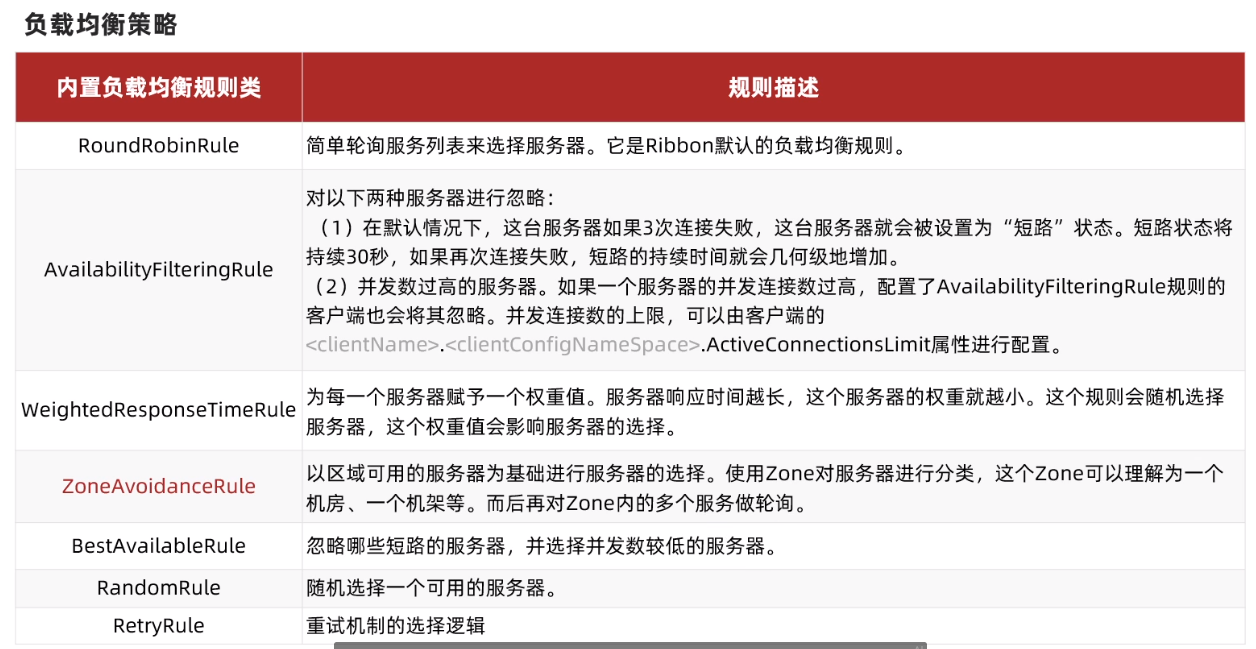 负载均衡策略
内置负载均衡规则类
规则描述
RoundRobinRule
简单轮询服务列表来选择服务器。它是Ribbon默认的负载均衡规则。
AvailabilityFilteringRule
对以下两种服务器进行忽略：
（1）在默认情况下，这台服务器如果3次连接失败，这台服务器就会被设置为“短路”状态。短路状态将
持续30秒，如果再次连接失败，短路的持续时间就会几何级地增加。
（2）并发数过高的服务器。如果一个服务器的并发连接数过高，配置了AvailabilityFilteringRule规则的
客户端也会将其忽略。并发连接数的上限，可以由客户端的
<clientName>.<clientConfigNameSpace>.ActiveConnectionsLimit属性进行配置。
WeightedResponseTimeRule
为每一个服务器赋予一个权重值。服务器响应时间越长，这个服务器的权重就越小。这个规则会随机选择
服务器，这个权重值会影响服务器的选择。
ZoneAvoidanceRule
以区域可用的服务器为基础进行服务器的选择。使用Zone对服务器进行分类，这个Zone可以理解为一个
机房、一个机架等。而后再对Zone内的多个服务做轮询。
BestAvailableRule
忽略哪些短路的服务器，并选择并发数较低的服务器。
RandomRule
随机选择一个可用的服务器。
RetryRule
重试机制的选择逻辑